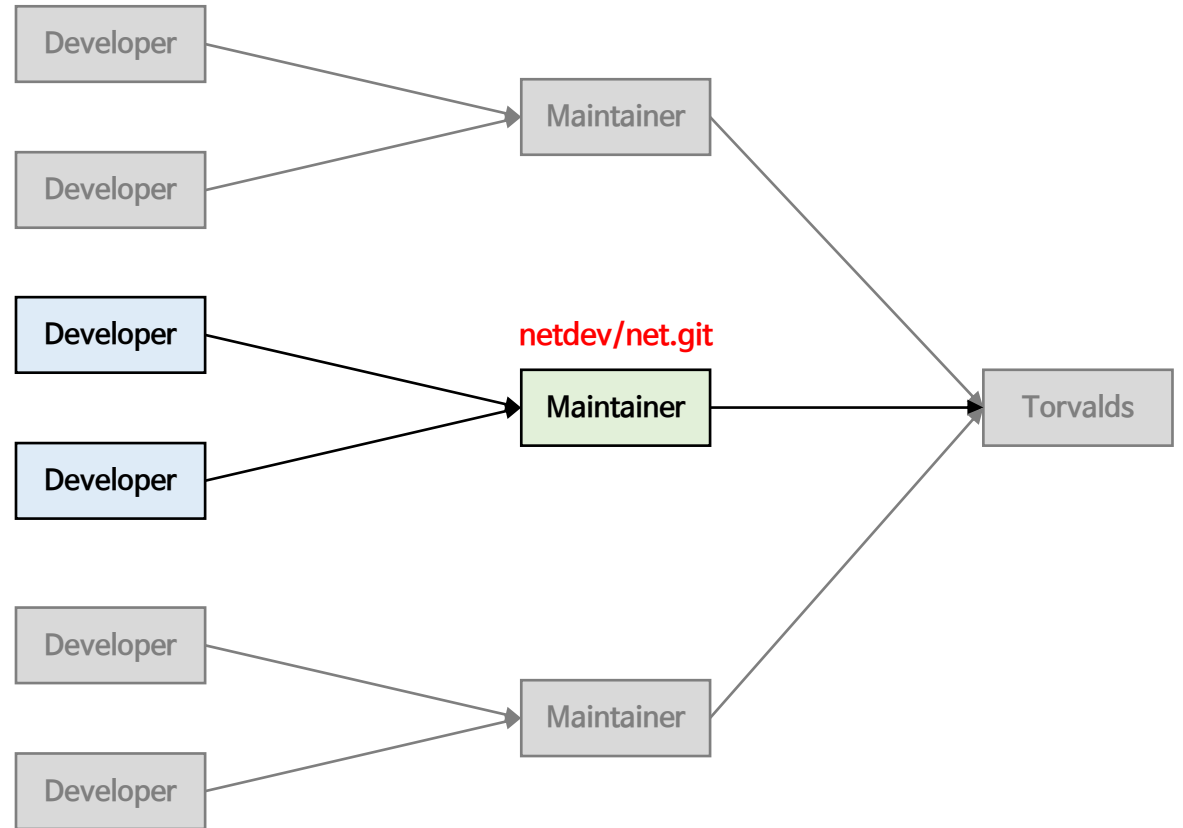 Developer
Maintainer
Developer
Developer
netdev/net.git
Maintainer
Torvalds
Developer
Developer
Maintainer
Developer